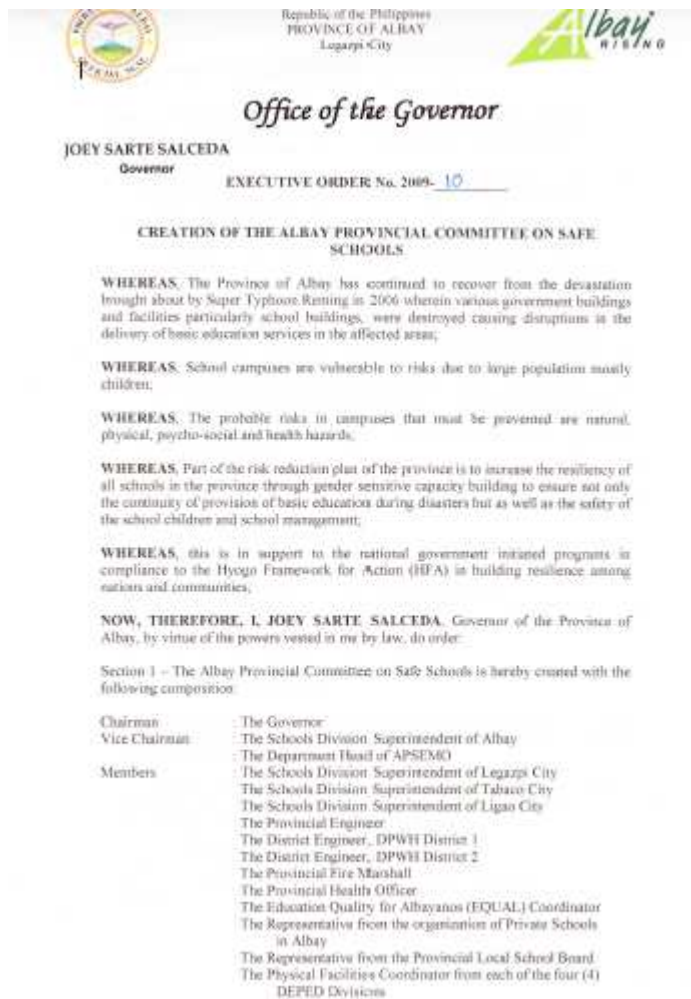 Republic of the Philippines
PROVINCE OF ALBAY
Legazpi City
Albay
RISING
OFFICIAL SEAL
Office of the Governor
JOEY SARTE SALCEDA
Governor
EXECUTIVE ORDER No. 2009- 10
CREATION OF THE ALBAY PROVINCIAL COMMITTEE ON SAFE
SCHOOLS
WHEREAS, The Province of Albay has continued to recover from the devastation
brought about by Super Typhoon Reming in 2006 wherein various government buildings
and facilities particularly school buildings, were destroyed causing disruptions in the
delivery of basic education services in the affected areas;
WHEREAS, School campuses are vulnerable to risks due to large population mostly
children;
WHEREAS, The probable risks in campuses that must be prevented are natural,
physical, psycho-social and health hazards;
WHEREAS, Part of the risk reduction plan of the province is to increase the resiliency of
all schools in the province through gender sensitive capacity building to ensure not only
the continuity of provision of basic education during disasters but as well as the safety of
the school children and school management;
WHEREAS, this is in support to the national government initiated programs in
compliance to the Hyogo Framework for Action (HFA) in building resilience among
nations and communities;
NOW, THEREFORE, I, JOEY SARTE SALCEDA, Governor of the Province of
Albay, by virtue of the powers vested in me by law, do order:
Section 1 – The Albay Provincial Committee on Safe Schools is hereby created with the
following composition:
Chairman : The Governor
Vice Chairman : The Schools Division Superintendent of Albay
: The Department Head of APSEMO
Members : The Schools Division Superintendent of Legazpi City
The Schools Division Superintendent of Tabaco City
The Schools Division Superintendent of Ligao City
The Provincial Engineer
The District Engineer, DPWH District 1
The District Engineer, DPWH District 2
The Provincial Fire Marshall
The Provincial Health Officer
The Education Quality for Albayanos (EQUAL) Coordinator
The Representative from the organization of Private Schools
in Albay
The Representative from the Provincial Local School Board
The Physical Facilities Coordinator from each of the four (4)
DEPED Divisions